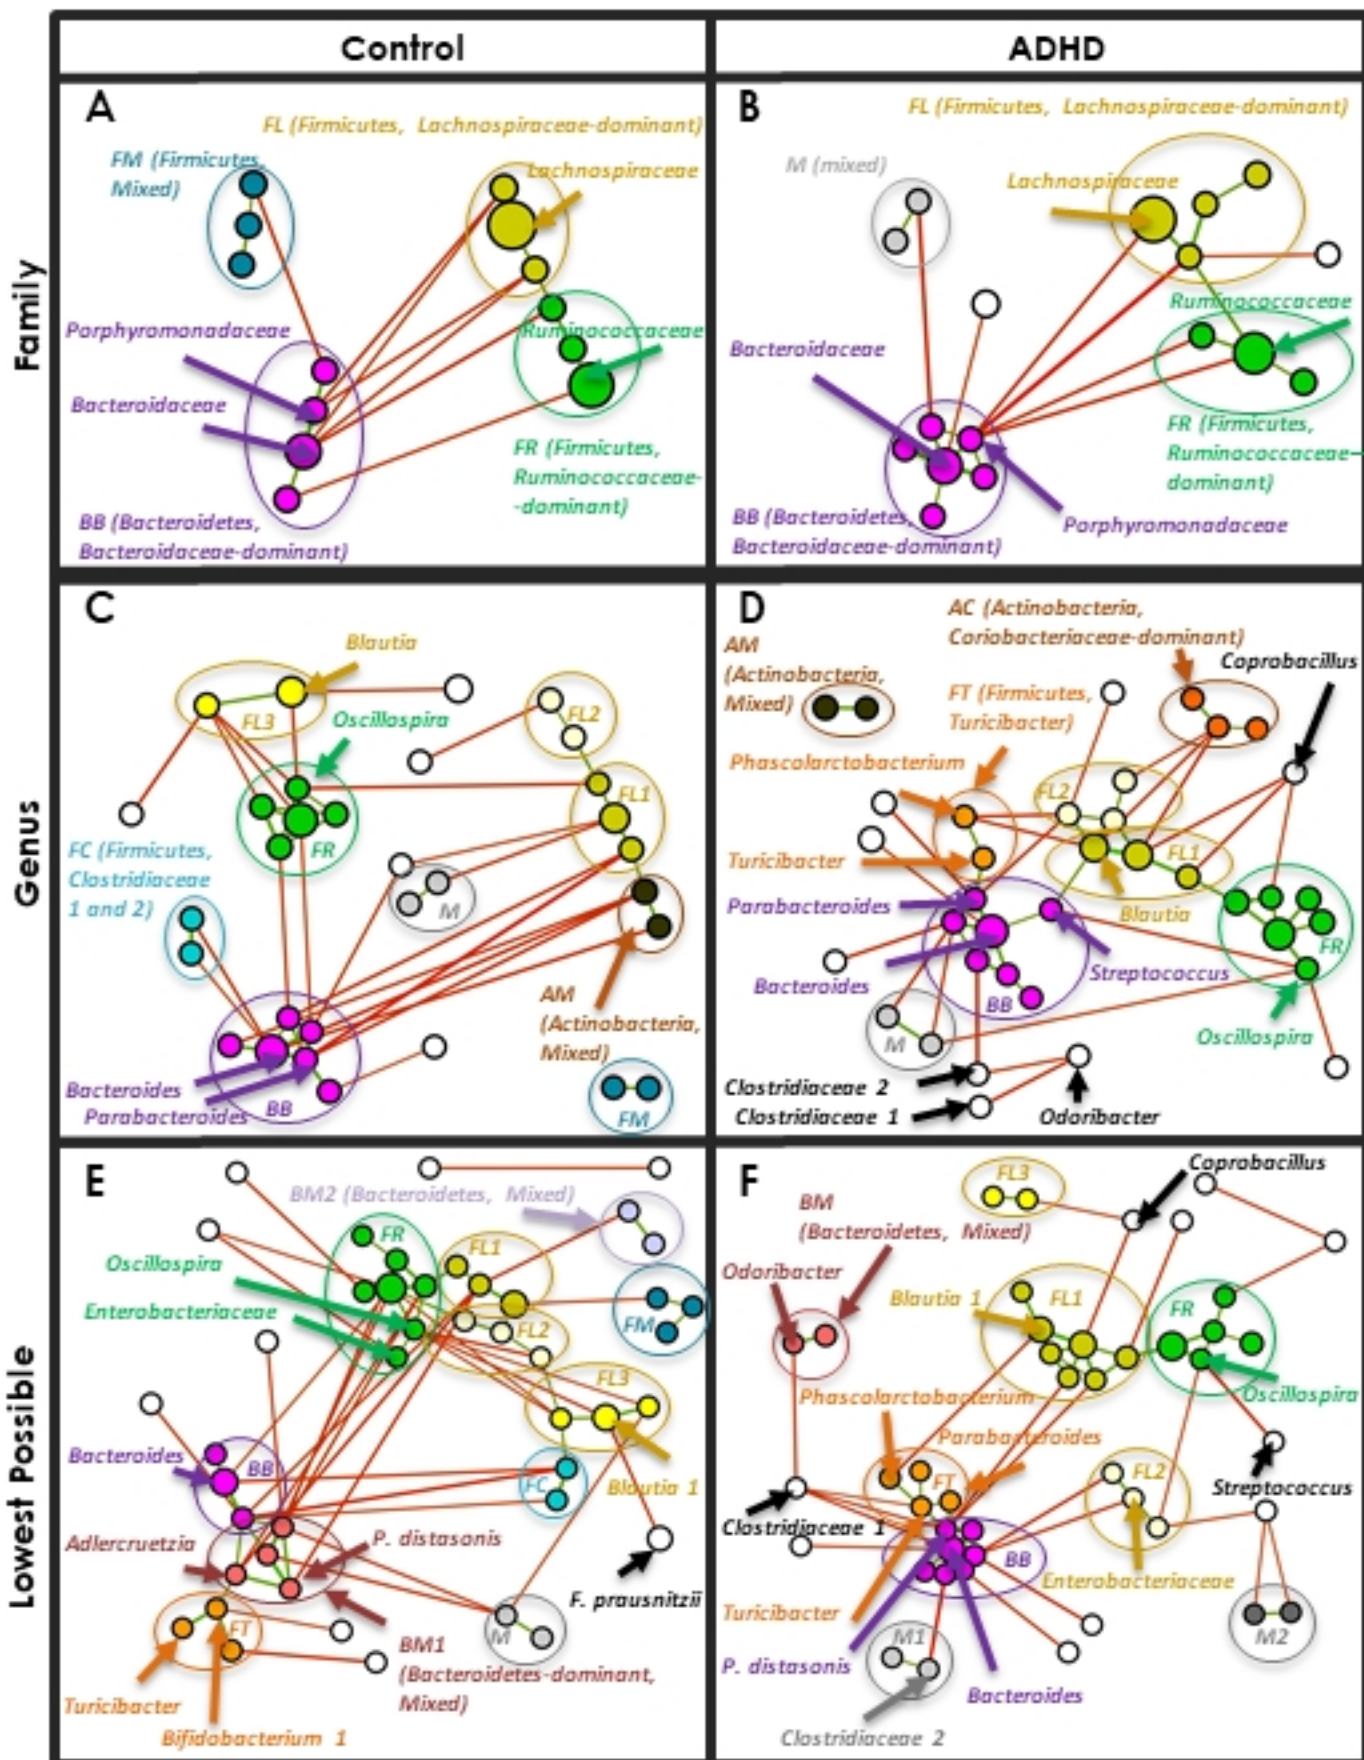 Control
ADHD
Family
A
FL (Firmicutes, Lachnospiraceae-dominant)
FM (Firmicutes,
Mixed)
Lachnospiraceae
Porphyromonadaceae
Ruminococcaceae
Bacteroidaceae
FR (Firmicutes,
Ruminococcaceae-
-dominant)
BB (Bacteroidetes,
Bacteroidaceae-dominant)
B
FL (Firmicutes, Lachnospiraceae-dominant)
M (mixed)
Lachnospiraceae
Ruminococcaceae
Bacteroidaceae
FR (Firmicutes,
Ruminococcaceae-
dominant)
BB (Bacteroidetes,
Bacteroidaceae-dominant)
Porphyromonadaceae
Genus
C
Blautia
Oscillospira
FL3
FL2
FL1
FR
FC (Firmicutes,
Clostridiaceae
1 and 2)
M
AM
(Actinobacteria,
Mixed)
Bacteroides
Parabacteroides
BB
FM
D
AC (Actinobacteria,
Coriobacteriaceae-dominant)
AM
(Actinobacteria,
Mixed)
Coprobacillus
FT (Firmicutes,
Turicibacter)
Phascolarctobacterium
FL2
Turicibacter
FL1
Parabacteroides
Blautia
FR
Bacteroides
Streptococcus
BB
M
Oscillospira
Clostridiaceae 2
Clostridiaceae 1
Odoribacter
Lowest Possible
E
BM2 (Bacteroidetes, Mixed)
FR
FL1
Oscillospira
Enterobacteriaceae
FM
FL2
FL3
Bacteroides
BB
FC
Blautia 1
Adlercruetzia
P. distasonis
F. prausnitzii
FT
M
BM1
(Bacteroidetes-dominant,
Mixed)
Turicibacter
Bifidobacterium 1
F
FL3
Coprobacillus
BM
(Bacteroidetes, Mixed)
Odoribacter
Blautia 1
FL1
FR
Phascolarctobacterium
Oscillospira
Parabacteroides
FT
FL2
Streptococcus
Clostridiaceae 1
BB
Enterobacteriaceae
Turicibacter
M1
M2
P. distasonis
Bacteroides
Clostridiaceae 2